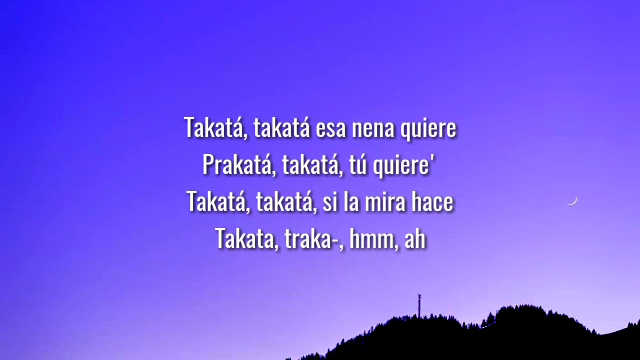 Takatá, takatá esa nena quiere
Prakatá, takatá, tú quiere'
Takatá, takatá, si la mira hace
Takata, traka-, hmm, ah